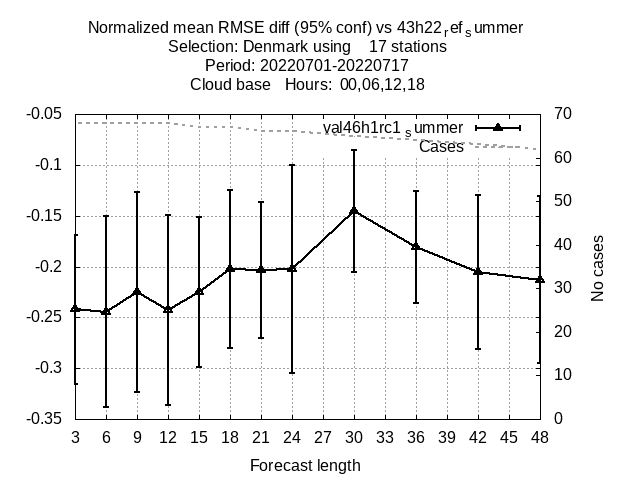 Normalized mean RMSE diff (95% conf) vs 43h22refsummer
Selection: Denmark using 17 stations
Period: 20220701-20220717
Cloud base Hours: 00,06,12,18
-0.05
-0.1
-0.15
-0.2
-0.25
-0.3
-0.35
70
60
50
40
30
20
10
0
No cases
val46h1rc1summer
Cases
3 6 9 12 15 18 21 24 27 30 33 36 39 42 45 48
Forecast length